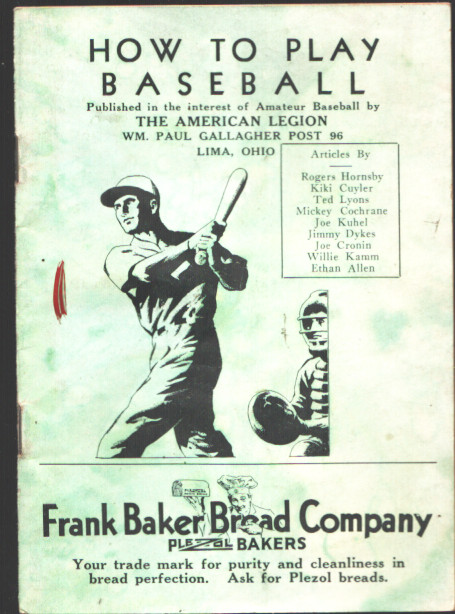 HOW TO PLAY
BASEBALL
Published in the interest of Amateur Baseball by
THE AMERICAN LEGION
WM. PAUL GALLAGHER POST 96
LIMA, OHIO
Articles By
Rogers Hornsby
Kiki Cuyler
Ted Lyons
Mickey Cochrane
Joe Kuhel
Jimmy Dykes
Joe Cronin
Willie Kamm
Ethan Allen
Frank Baker Bread Company
PLEZOL BAKERS
Your trade mark for purity and cleanliness in
bread perfection. Ask for Plezol breads.